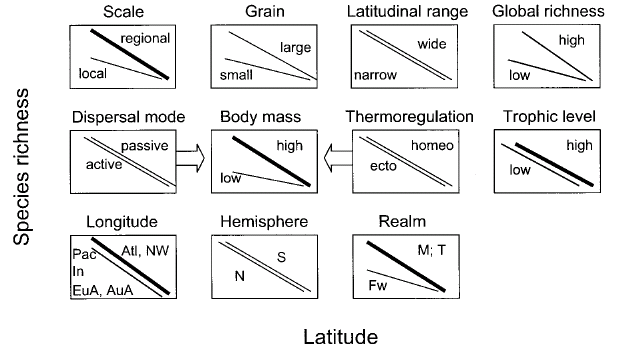 Scale
Grain
Latitudinal range
Global richness
regional
local
large
small
wide
narrow
high
low
Dispersal mode
Body mass
Thermoregulation
Trophic level
passive
active
high
low
homeo
ecto
high
low
Longitude
Hemisphere
Realm
Atl, NW
Pac
In
EuA, AuA
S
N
M; T
Fw
Species richness
Latitude